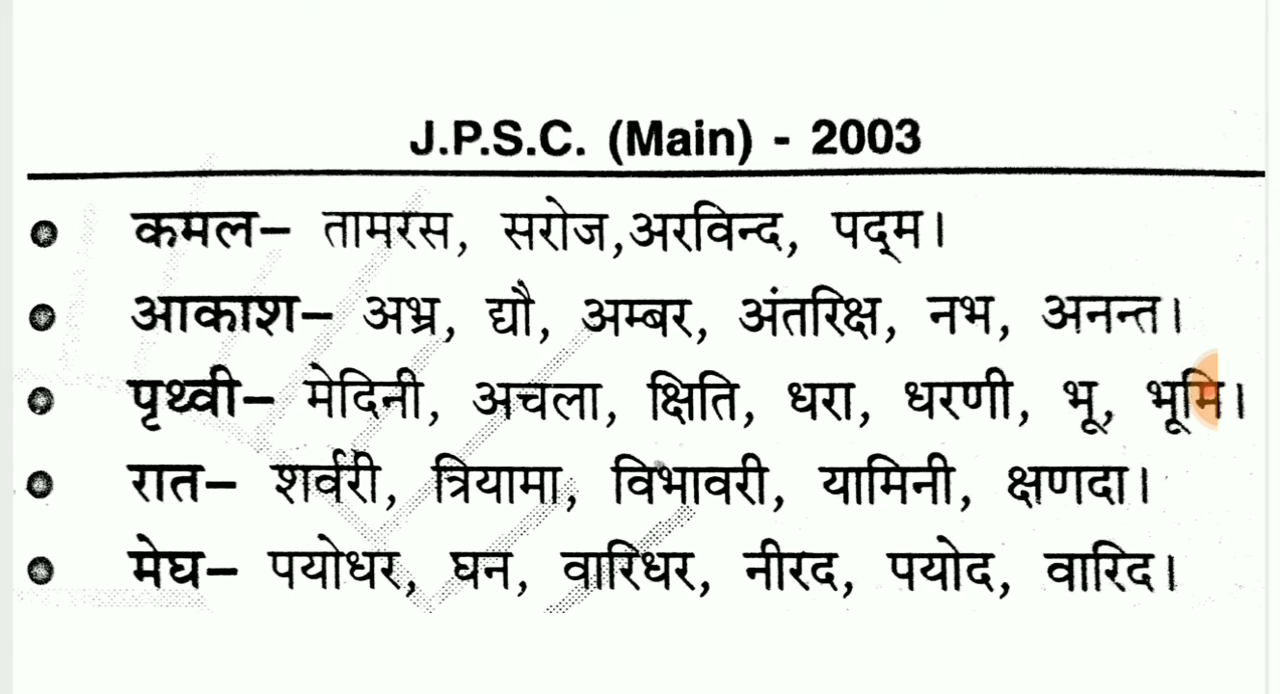 J.P.S.C. (Main) - 2003
कमल– तामरस, सरोज,अरविन्द, पद्‌म।
आकाश– अभ्र, द्यौ, अम्बर, अंतरिक्ष, नभ, अनन्त।
पृथ्वी– मेदिनी, अचला, क्षिति, धरा, धरणी, भू, भूमि।
रात– शर्वरी, त्रियामा, विभावरी, यामिनी, क्षणदा।
मेघ– पयोधर, घन, वारिधर, नीरद, पयोद, वारिद।